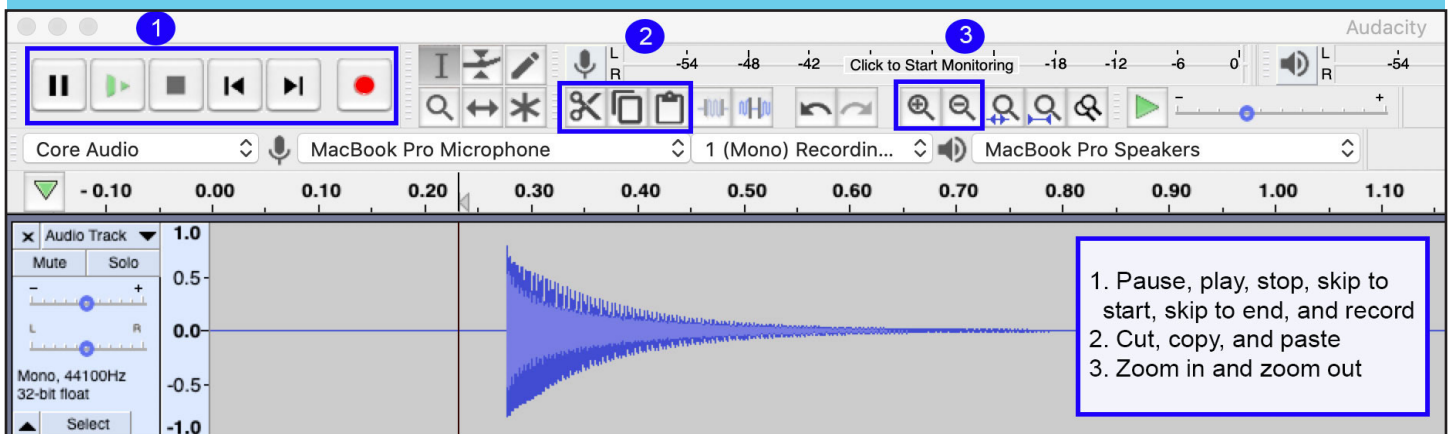 1 2 3 Audacity
L R -54 -48 -42 Click to Start Monitoring -18 -12 -6 0 L R -54
- +
Core Audio MacBook Pro Microphone 1 (Mono) Recordin... MacBook Pro Speakers
- 0.10 0.00 0.10 0.20 0.30 0.40 0.50 0.60 0.70 0.80 0.90 1.00 1.10
x Audio Track 1.0
Mute Solo
0.5
- +
L R
0.0
Mono, 44100Hz
32-bit float
-0.5
Select
-1.0
1. Pause, play, stop, skip to
start, skip to end, and record
2. Cut, copy, and paste
3. Zoom in and zoom out